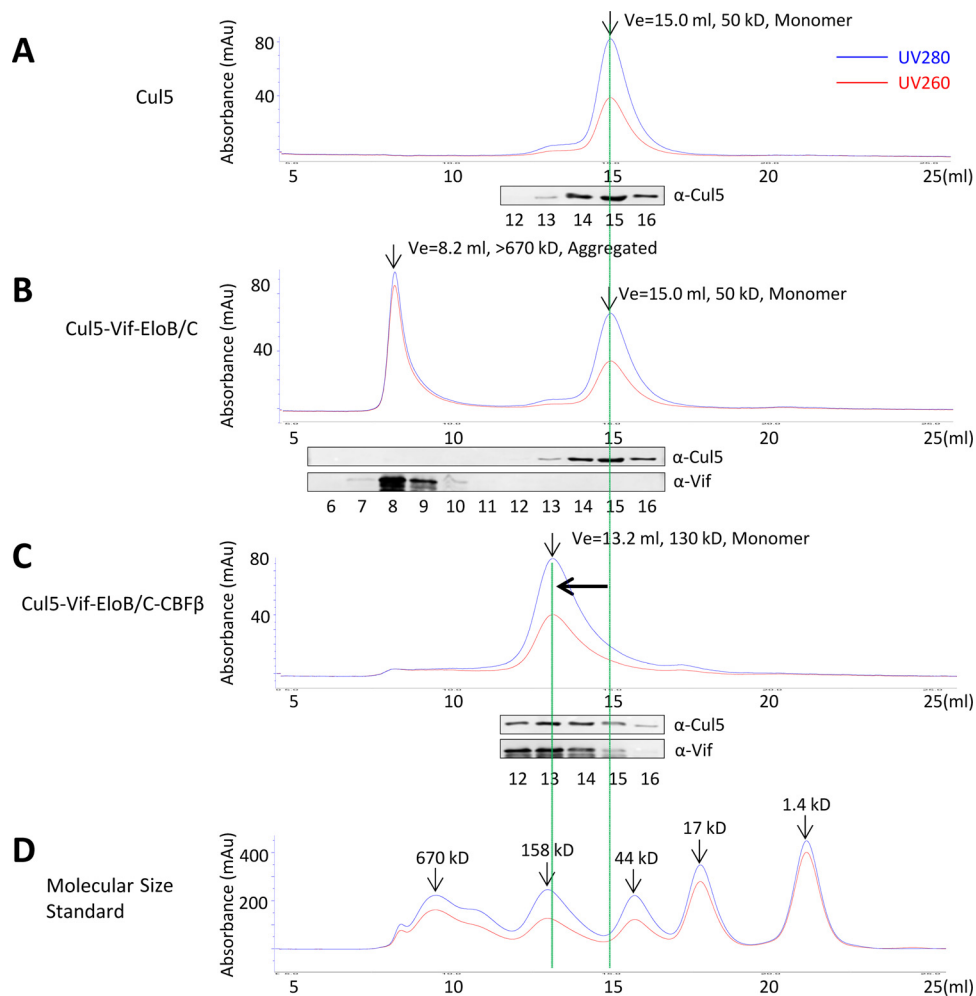 A
Cul5
Absorbance (mAu)
80
40
Ve=15.0 ml, 50 kD, Monomer
UV280
UV260
5 10 15 20 25(ml)
α-Cul5
12 13 14 15 16
B
Cul5-Vif-EloB/C
Absorbance (mAu)
80
40
Ve=8.2 ml, >670 kD, Aggregated
Ve=15.0 ml, 50 kD, Monomer
5 10 15 20 25(ml)
α-Cul5
α-Vif
6 7 8 9 10 11 12 13 14 15 16
C
Cul5-Vif-EloB/C-CBFβ
Absorbance (mAu)
80
40
Ve=13.2 ml, 130 kD, Monomer
5 10 15 20 25(ml)
α-Cul5
α-Vif
12 13 14 15 16
D
Molecular Size
Standard
Absorbance (mAu)
400
200
670 kD
158 kD
44 kD
17 kD
1.4 kD
5 10 15 20 25(ml)